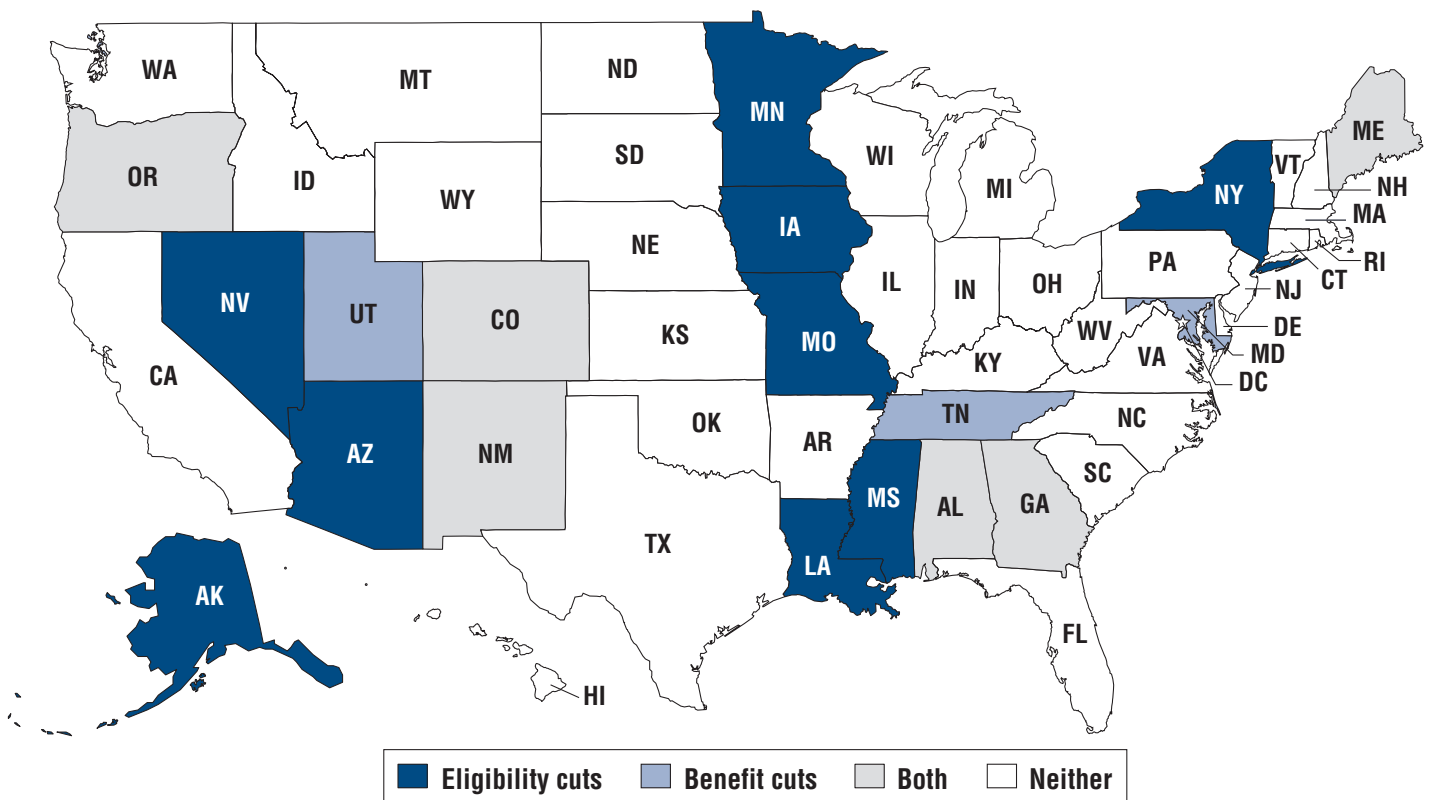 WA
MT
ND
MN
ME
OR
ID
SD
WI
MI
VT
NH
NY
MA
WY
IA
NE
PA
RI
CT
NV
UT
CO
IL
IN
OH
NJ
KS
MO
WV
DE
CA
KY
VA
MD
DC
AZ
NM
OK
AR
TN
NC
SC
MS
AL
GA
TX
LA
AK
FL
HI
Eligibility cuts Benefit cuts Both Neither